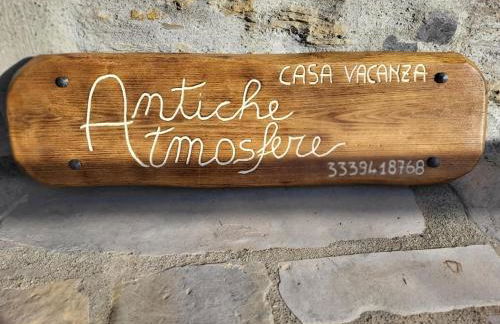 CASA VACANZA
Antiche
Atmosfere
3339418768